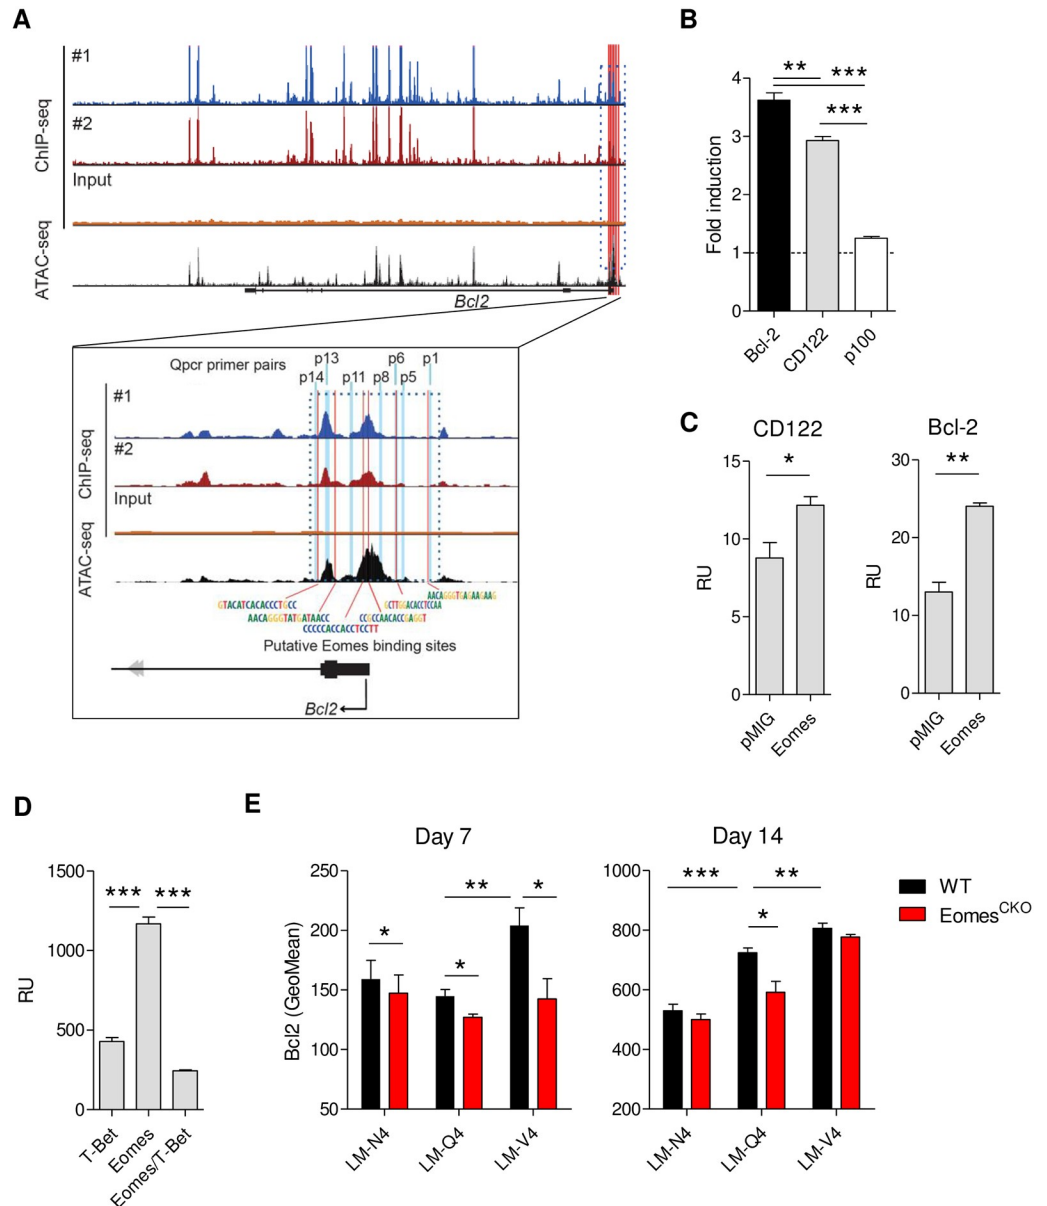 A
#1
ChIP-seq
#2
Input
ATAC-seq
Bcl2
Qpcr primer pairs
p13
p6
p1
p14
p11
p8
p5
#1
ChIP-seq
#2
Input
ATAC-seq
AACAGGGTGAGAAGAAG
GTACATCACACCCTGCC
GCTTGGACACCTCCAA
AACAGGGTATGATAACC
CCGCCAACACCGAGGT
CCCCCACCACCTCCTT
Putative Eomes binding sites
Bcl2
B
Fold induction
4
3
2
1
0
** ***
***
Bcl-2
CD122
p100
C
CD122
RU
15
10
5
0
*
pMIG
Eomes
Bcl-2
RU
30
20
10
0
**
pMIG
Eomes
D
RU
1500
1000
500
0
*** ***
T-Bet
Eomes
Eomes/T-Bet
E
Day 7
Bcl2 (GeoMean)
250
200
150
100
50
** *
*
*
LM-N4
LM-Q4
LM-V4
Day 14
1000
800
600
400
200
*** **
*
LM-N4
LM-Q4
LM-V4
WT
EomesCKO